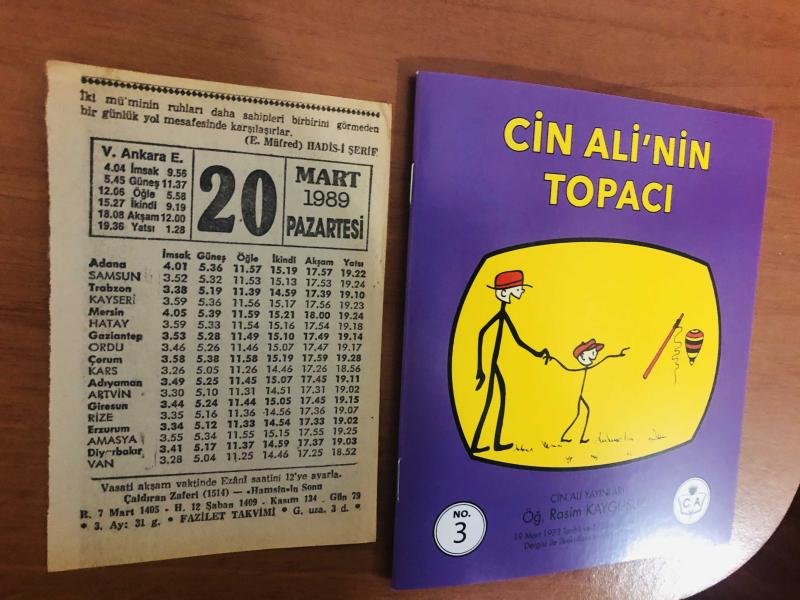 İki mü'minin ruhları daha sahipleri birbirini görmeden
bir günlük yol mesafesinde karşılaşırlar.
(E. Müfred) HADİS-İ ŞERİF
V. Ankara E.
4.04 İmsak 9.56
5.45 Güneş 11.37
12.06 Öğle 5.58
15.27 İkindi 9.19
18.08 Akşam 12.00
19.36 Yatsı 1.28
20
MART
1989
PAZARTESİ
İmsak Güneş Öğle İkindi Akşam Yatsı
Adana 4.01 5.36 11.57 15.19 17.57 19.22
SAMSUN 3.52 5.32 11.53 15.13 17.53 19.24
Trabzon 3.38 5.19 11.39 14.59 17.39 19.10
KAYSERİ 3.59 5.36 11.56 15.17 17.56 19.23
Mersin 4.05 5.39 11.59 15.21 18.00 19.24
HATAY 3.59 5.33 11.54 15.16 17.54 19.18
Gaziantep 3.53 5.28 11.49 15.10 17.49 19.14
ORDU 3.46 5.26 11.46 15.07 17.47 19.17
Çorum 3.58 5.38 11.58 15.19 17.59 19.28
KARS 3.26 5.05 11.26 14.46 17.26 18.56
Adıyaman 3.49 5.25 11.45 15.07 17.45 19.11
ARTVİN 3.30 5.10 11.31 14.51 17.31 19.02
Giresun 3.44 5.24 11.44 15.05 17.45 19.15
RİZE 3.35 5.16 11.36 14.56 17.36 19.07
Erzurum 3.34 5.12 11.33 14.54 17.33 19.02
AMASYA 3.55 5.34 11.55 15.15 17.55 19.25
Diyarbakır 3.41 5.17 11.37 14.59 17.37 19.03
VAN 3.28 5.04 11.25 14.46 17.25 18.52
Vasati akşam vaktinde Ezânî saatini 12'ye ayarla.
Çaldıran Zaferi (1514) — «Hamsin»in Sonu
R. 7 Mart 1405 - H. 12 Şaban 1409 - Kasım 134 Gün 79
• 3. Ay: 31 g. • FAZİLET TAKVİMİ • G. uza. 3 d. •
CİN ALİ'NİN
TOPACI
CİN ALİ YAYINLARI
Öğ. Rasim
NO.
3
CA
19 Mart 1973 Tarih
Dergisi ile